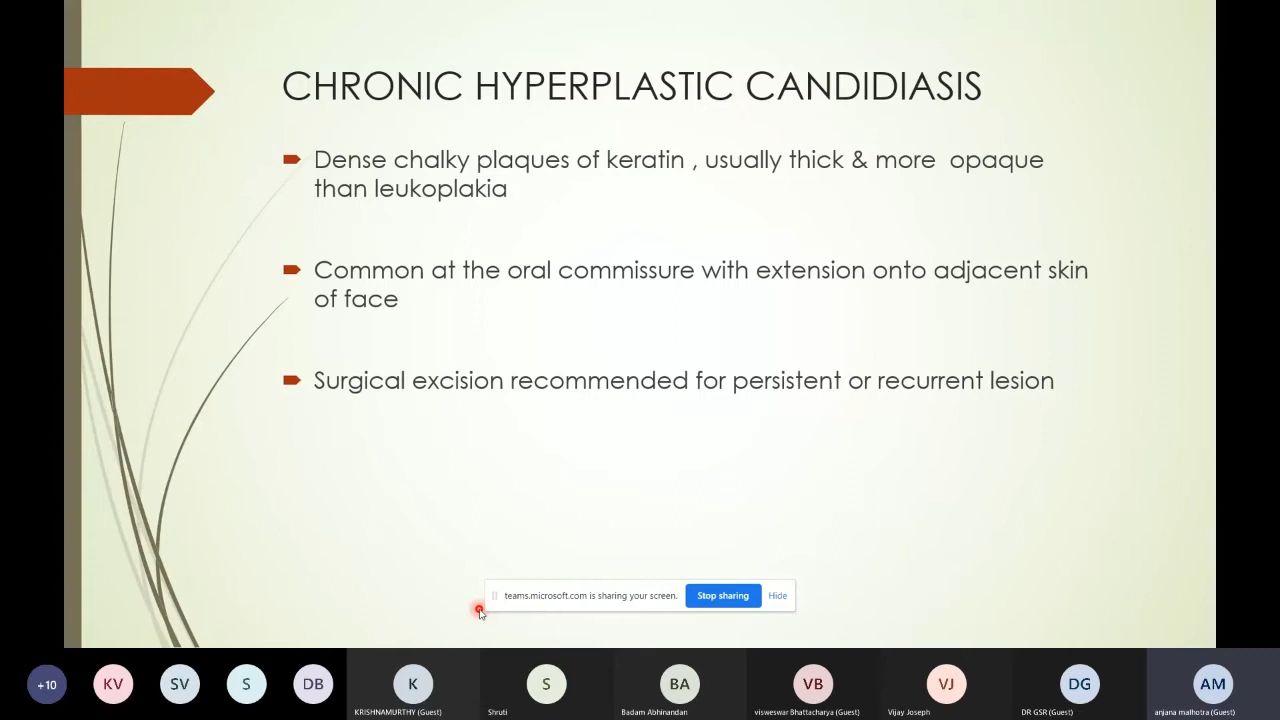 CHRONIC HYPERPLASTIC CANDIDIASIS
Dense chalky plaques of keratin , usually thick & more opaque
than leukoplakia
Common at the oral commissure with extension onto adjacent skin
of face
Surgical excision recommended for persistent or recurrent lesion
teams.microsoft.com is sharing your screen. Stop sharing Hide
+10 KV SV S DB K S BA VB VJ DG AM
KRISHNAMURTHY (Guest) Shruti Badam Abhinandan visweswar Bhattacharya (Guest) Vijay Joseph DR GSR (Guest) anjana malhotra (Guest)